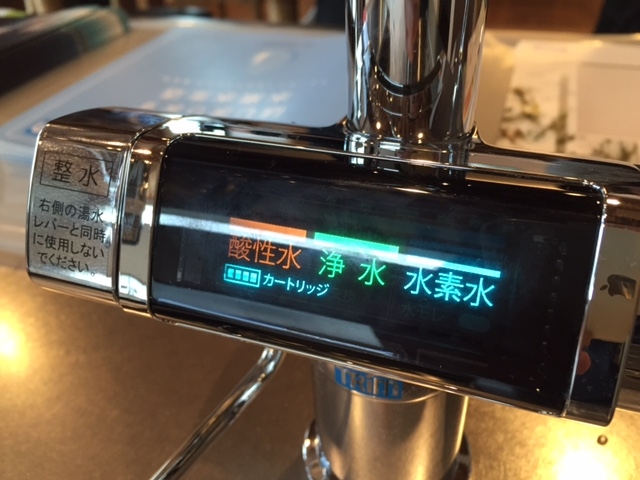 整水
右側の湯水
レバーと同時
に使用しない
でください。
酸性水 浄水 水素水
カートリッジ